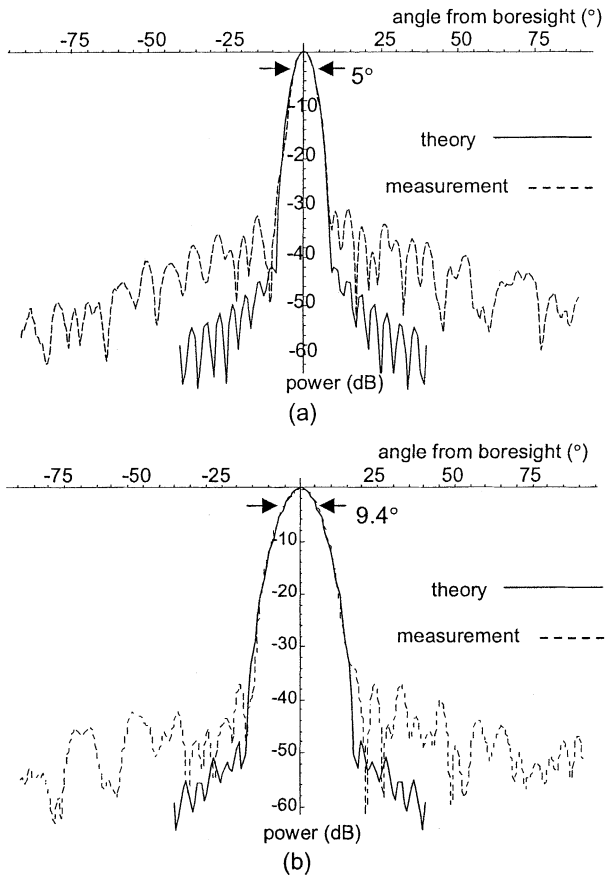 angle from boresight (°)
-75 -50 -25 25 50 75
5°
-10
-20
theory
measurement
-30
-40
-50
-60
power (dB)
(a)
angle from boresight (°)
-75 -50 -25 25 50 75
9.4°
-10
-20
theory
-30
measurement
-40
-50
-60
power (dB)
(b)